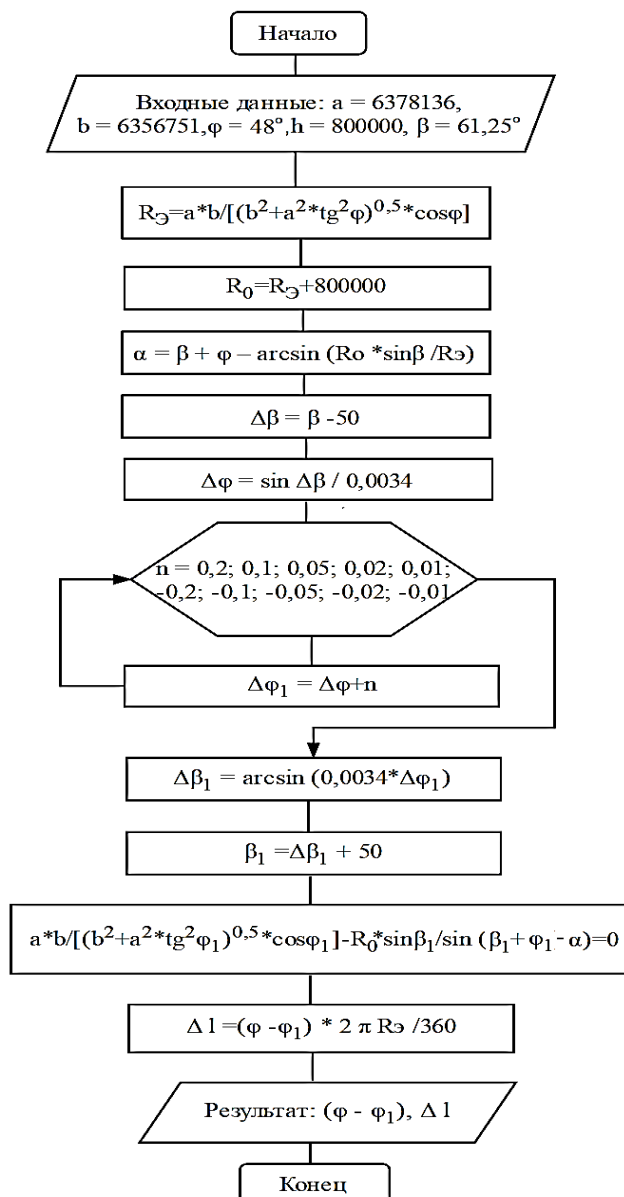 Начало
Входные данные: a = 6378136,
b = 6356751,φ = 48°,h = 800000, β = 61,25°
R_Э=a*b/[(b²+a²*tg²φ)^0,5*cosφ]
R₀=R_Э+800000
α = β + φ – arcsin (Ro *sinβ /Rэ)
Δβ = β -50
Δφ = sin Δβ / 0,0034
n = 0,2; 0,1; 0,05; 0,02; 0,01;
-0,2; -0,1; -0,05; -0,02; -0,01
Δφ₁ = Δφ+n
Δβ₁ = arcsin (0,0034*Δφ₁)
β₁ =Δβ₁ + 50
a*b/[(b²+a²*tg²φ₁)^0,5*cosφ₁]-R₀*sinβ₁/sin (β₁+φ₁-α)=0
Δ l =(φ -φ₁) * 2 π Rэ /360
Результат: (φ - φ₁), Δ l
Конец